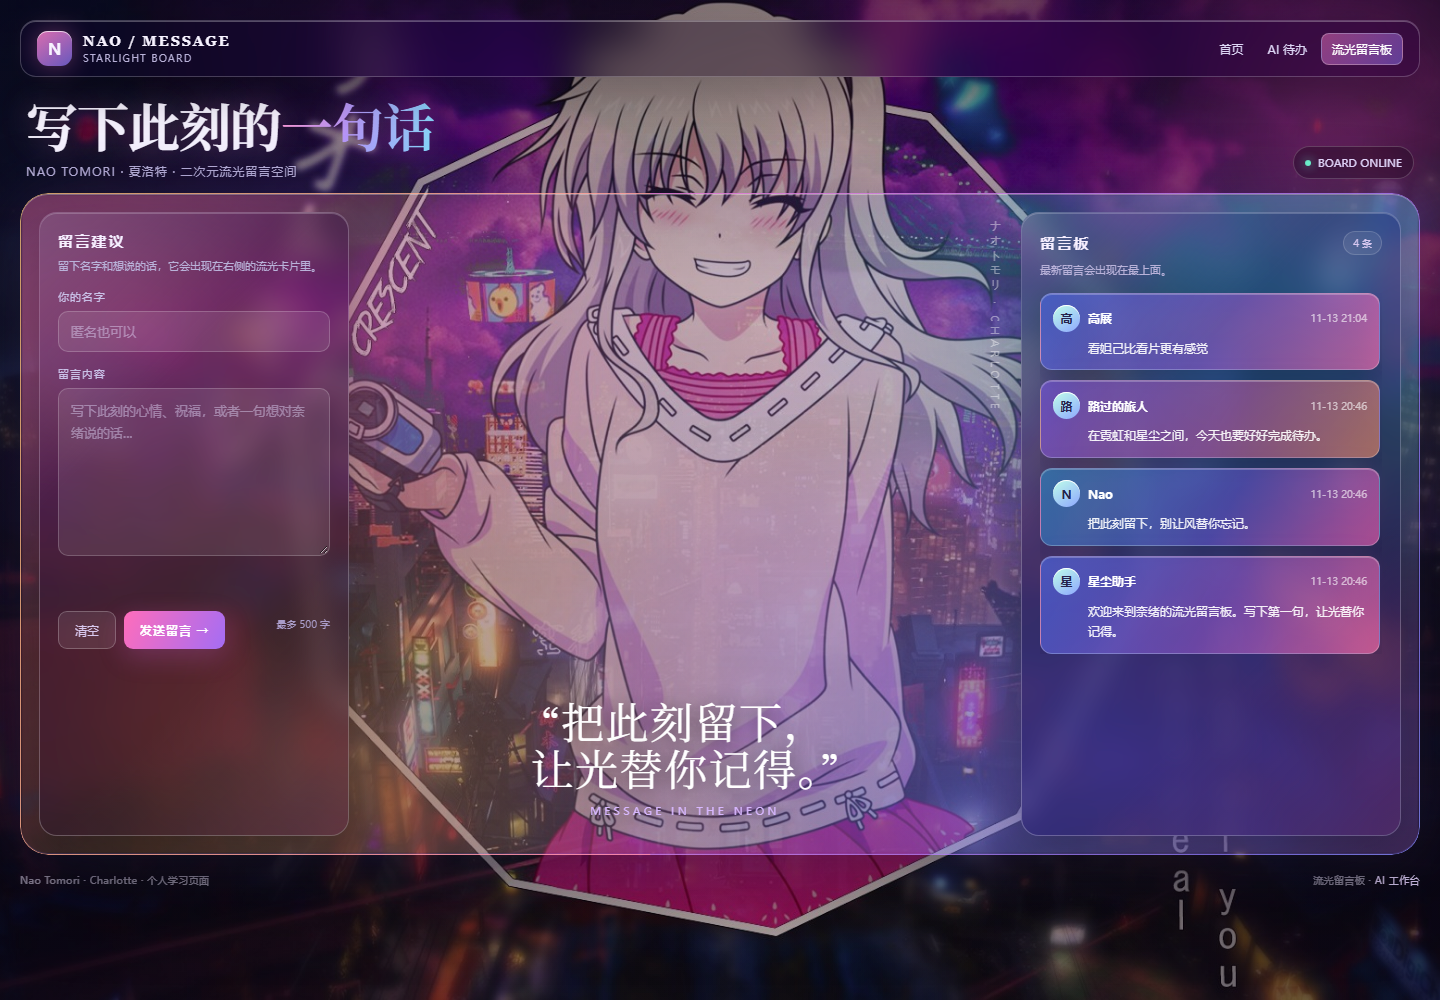 N
NAO / MESSAGE
STARLIGHT BOARD
首页
AI 待办
流光留言板
写下此刻的一句话
NAO TOMORI · 夏洛特 · 二次元流光留言空间
BOARD ONLINE
留言建议
留下名字和想说的话，它会出现在右侧的流光卡片里。
你的名字
匿名也可以
留言内容
写下此刻的心情、祝福，或者一句想对奈
绪说的话...
清空
发送留言 →
最多 500 字
CRESCENT
ナオトモリ · CHARLOTTE
“把此刻留下，
让光替你记得。”
MESSAGE IN THE NEON
留言板
4 条
最新留言会出现在最上面。
高
高展
11-13 21:04
看妲己比看片更有感觉
路
路过的旅人
11-13 20:46
在霓虹和星尘之间，今天也要好好完成待办。
N
Nao
11-13 20:46
把此刻留下，别让风替你忘记。
星
星尘助手
11-13 20:46
欢迎来到奈绪的流光留言板。写下第一句，让光替你
记得。
Nao Tomori · Charlotte · 个人学习页面
流光留言板 · AI 工作台
you